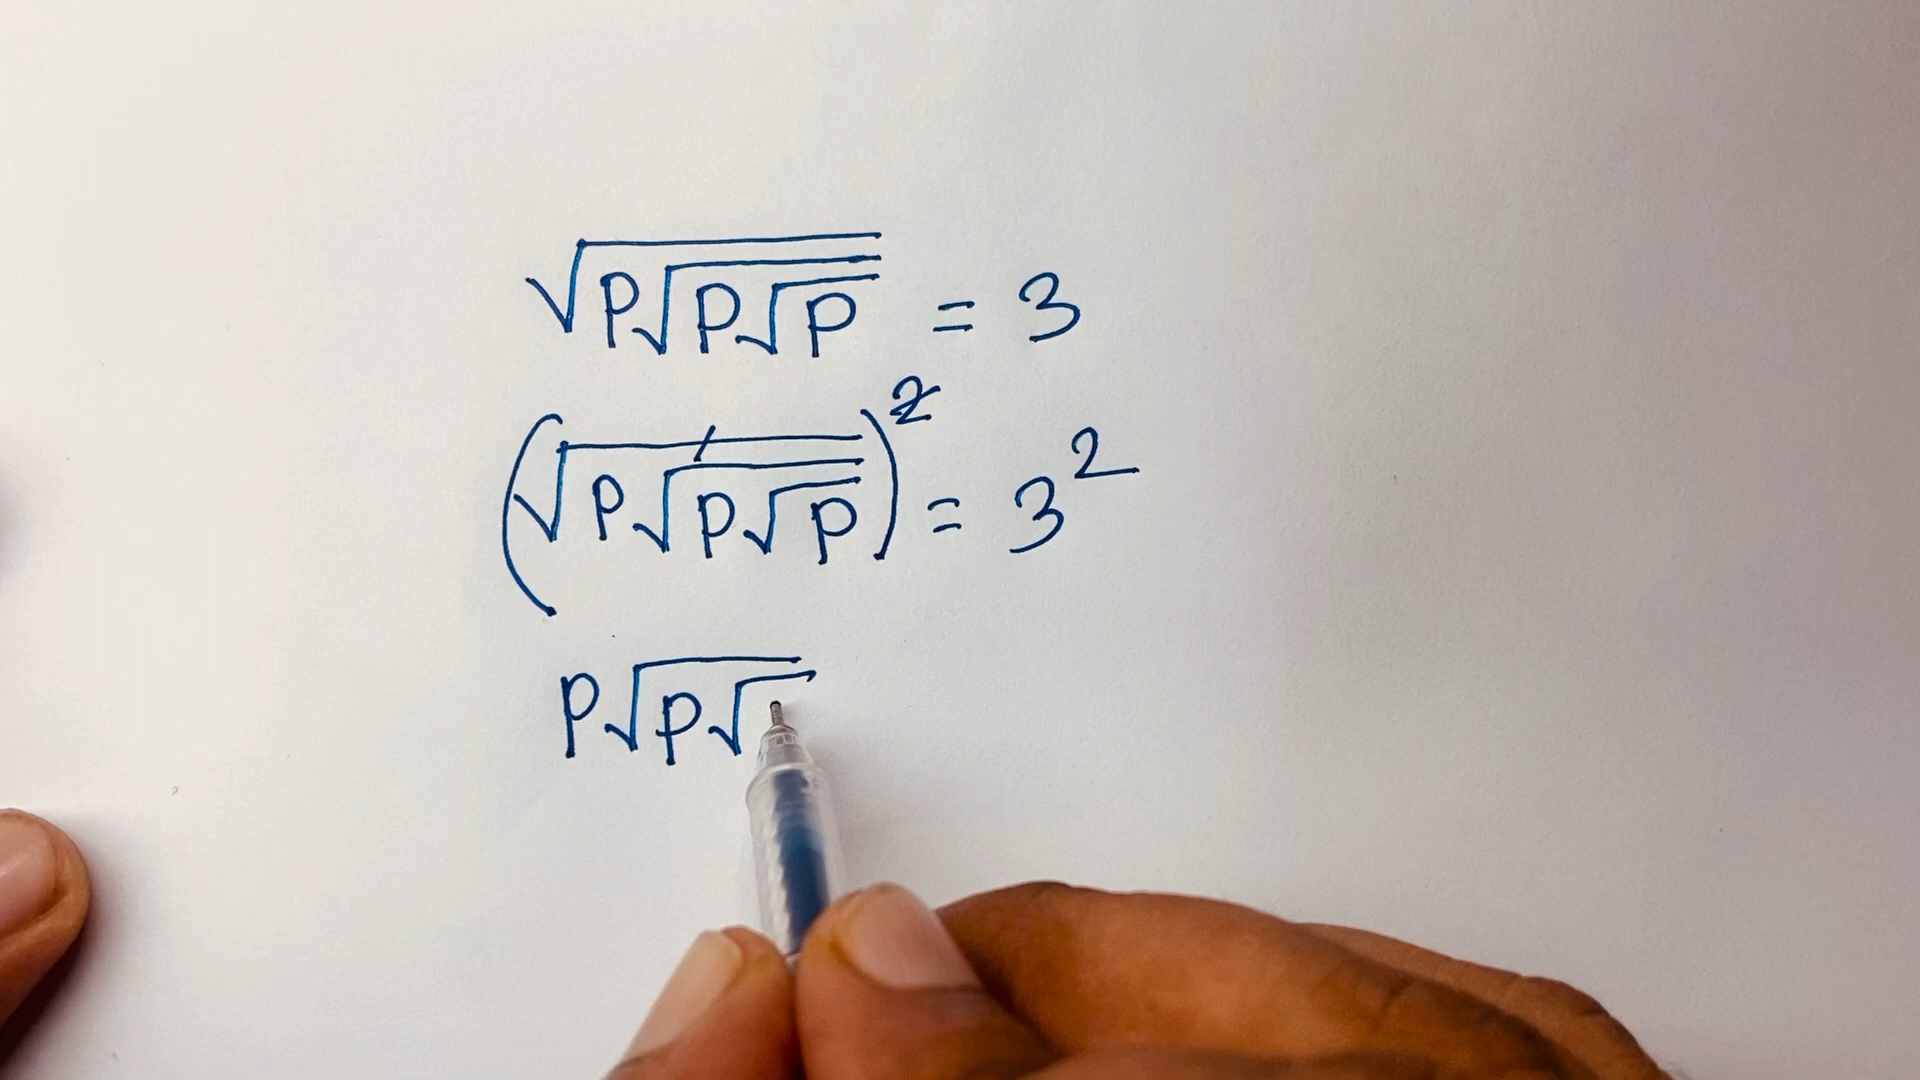 √(P√(P√P)) = 3
(√(P√(P√P)))² = 3²
P√(P√